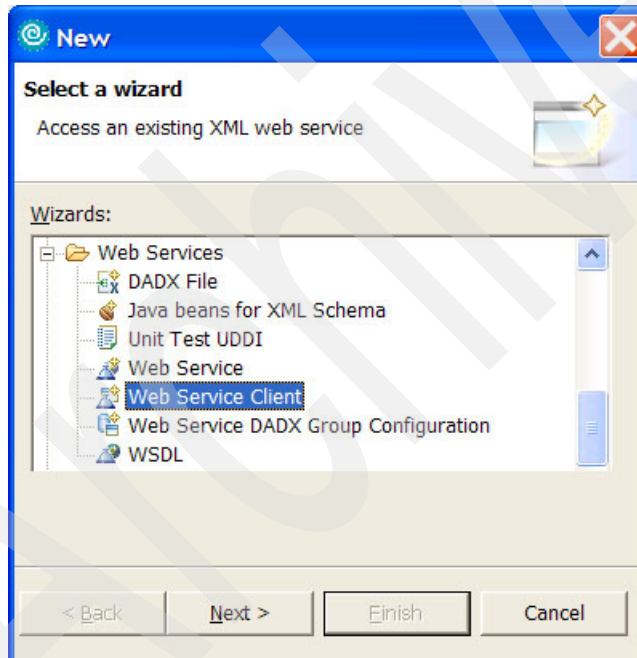 New
Select a wizard
Access an existing XML web service
Wizards:
Web Services
DADX File
Java beans for XML Schema
Unit Test UDDI
Web Service
Web Service Client
Web Service DADX Group Configuration
WSDL
< Back Next > Finish Cancel